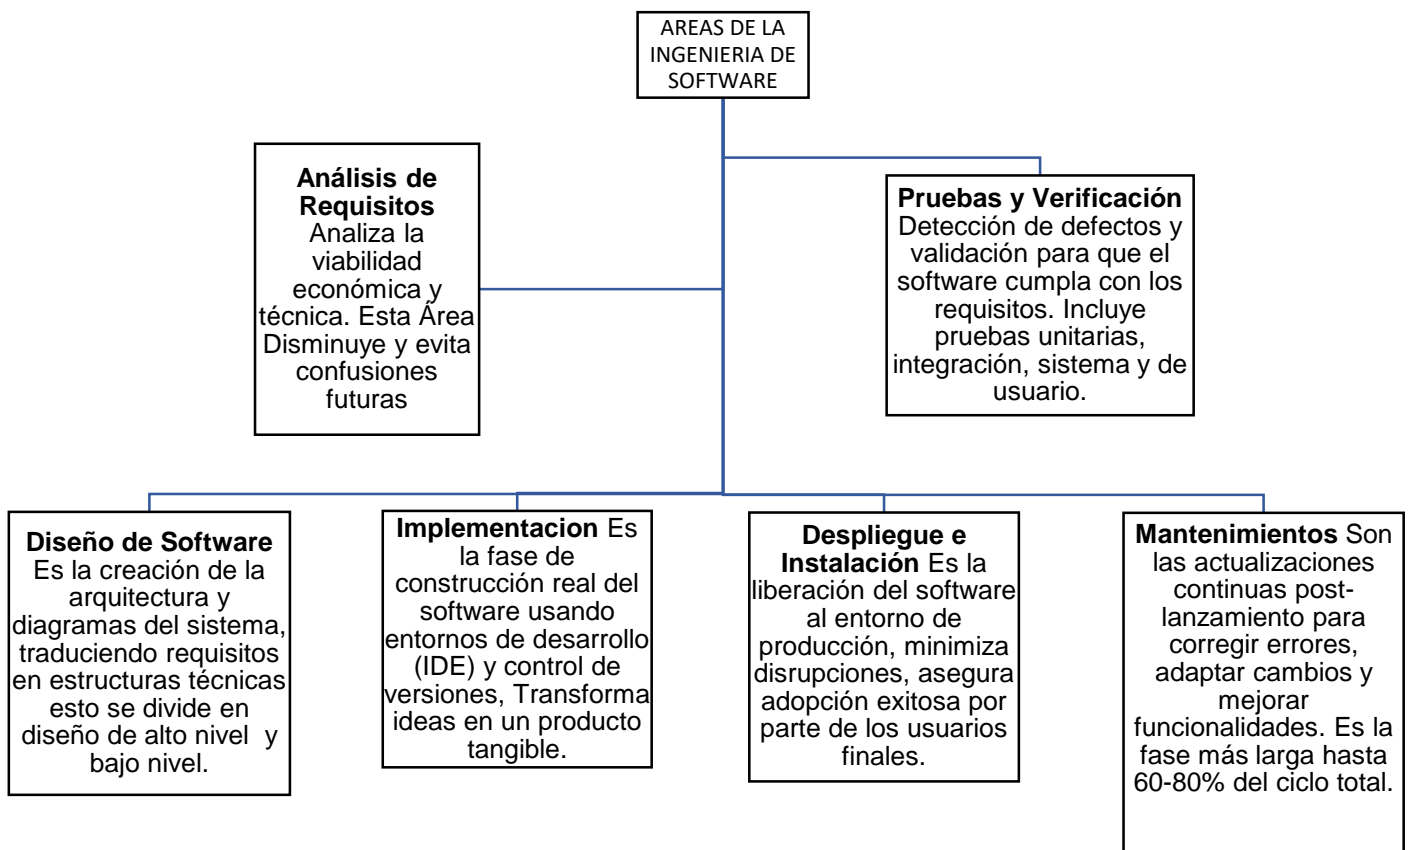 AREAS DE LA
INGENIERIA DE
SOFTWARE
Análisis de
Requisitos
Analiza la
viabilidad
económica y
técnica. Esta Área
Disminuye y evita
confusiones
futuras
Pruebas y Verificación
Detección de defectos y
validación para que el
software cumpla con los
requisitos. Incluye
pruebas unitarias,
integración, sistema y de
usuario.
Diseño de Software
Es la creación de la
arquitectura y
diagramas del sistema,
traduciendo requisitos
en estructuras técnicas
esto se divide en
diseño de alto nivel y
bajo nivel.
Implementacion Es
la fase de
construcción real del
software usando
entornos de desarrollo
(IDE) y control de
versiones, Transforma
ideas en un producto
tangible.
Despliegue e
Instalación Es la
liberación del software
al entorno de
producción, minimiza
disrupciones, asegura
adopción exitosa por
parte de los usuarios
finales.
Mantenimientos Son
las actualizaciones
continuas post-
lanzamiento para
corregir errores,
adaptar cambios y
mejorar
funcionalidades. Es la
fase más larga hasta
60-80% del ciclo total.